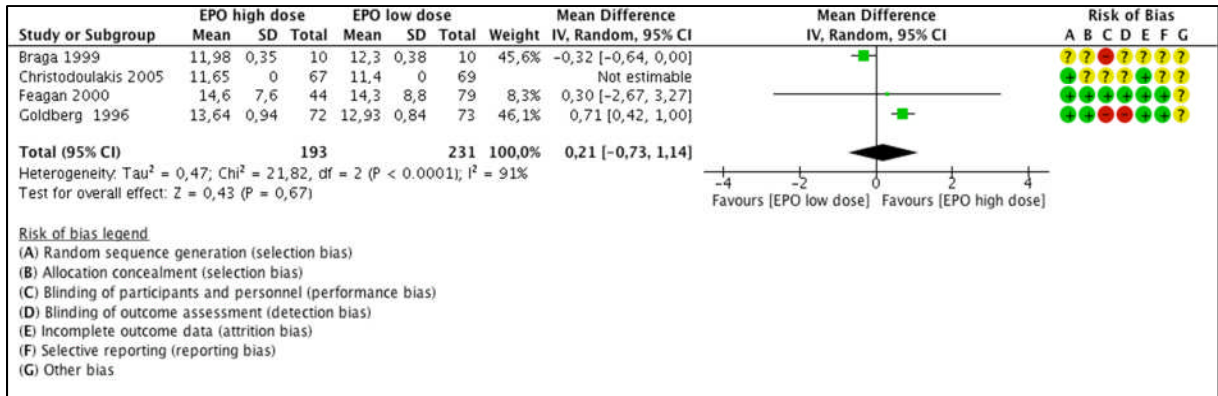 EPO high dose EPO low dose Mean Difference Mean Difference Risk of Bias
Study or Subgroup Mean SD Total Mean SD Total Weight IV, Random, 95% CI IV, Random, 95% CI A B C D E F G
Braga 1999 11,98 0,35 10 12,3 0,38 10 45,6% -0,32 [-0,64, 0,00] ? ? - ? ? ? ?
Christodoulakis 2005 11,65 0 67 11,4 0 69 Not estimable + ? ? ? + ? ?
Feagan 2000 14,6 7,6 44 14,3 8,8 79 8,3% 0,30 [-2,67, 3,27] + + + + + + ?
Goldberg 1996 13,64 0,94 72 12,93 0,84 73 46,1% 0,71 [0,42, 1,00] + + - - + + ?
Total (95% CI) 193 231 100,0% 0,21 [-0,73, 1,14]
Heterogeneity: Tau² = 0,47; Chi² = 21,82, df = 2 (P < 0.0001); I² = 91%
Test for overall effect: Z = 0,43 (P = 0,67)
-4 -2 0 2 4
Favours [EPO low dose] Favours [EPO high dose]
Risk of bias legend
(A) Random sequence generation (selection bias)
(B) Allocation concealment (selection bias)
(C) Blinding of participants and personnel (performance bias)
(D) Blinding of outcome assessment (detection bias)
(E) Incomplete outcome data (attrition bias)
(F) Selective reporting (reporting bias)
(G) Other bias